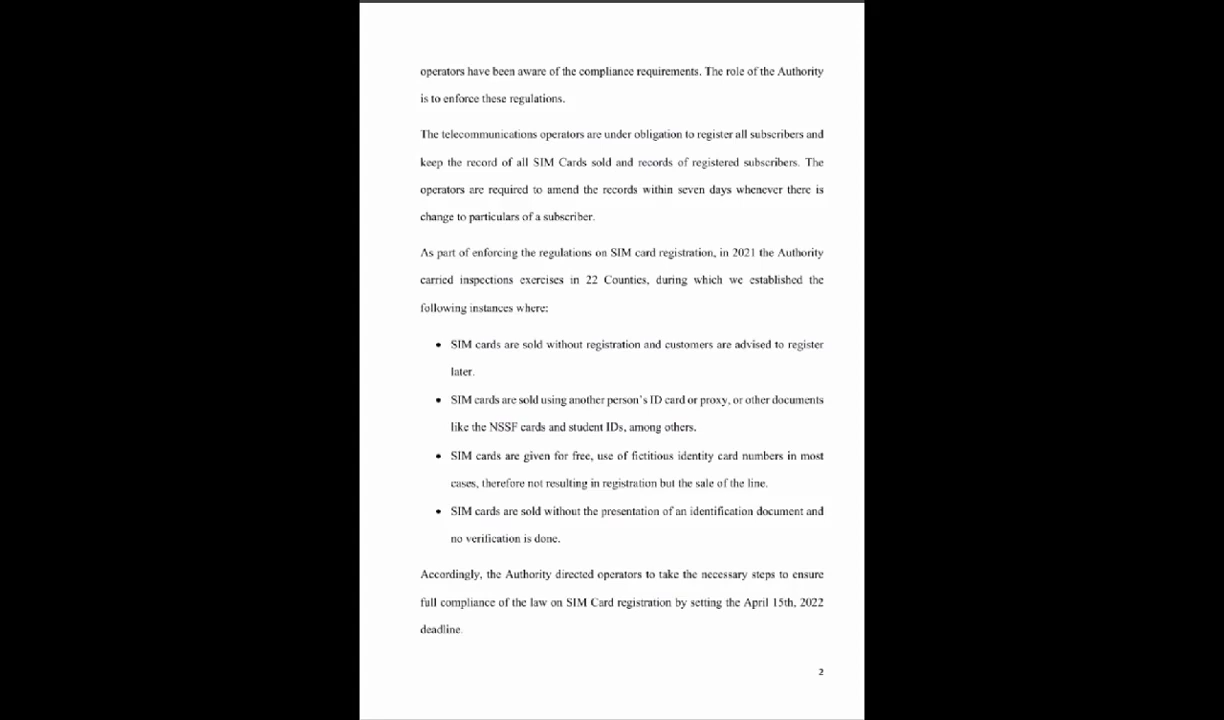 operators have been aware of the compliance requirements. The role of the Authority
is to enforce these regulations.
The telecommunications operators are under obligation to register all subscribers and
keep the record of all SIM Cards sold and records of registered subscribers. The
operators are required to amend the records within seven days whenever there is
change to particulars of a subscriber.
As part of enforcing the regulations on SIM card registration, in 2021 the Authority
carried inspections exercises in 22 Counties, during which we established the
following instances where:
• SIM cards are sold without registration and customers are advised to register
later.
• SIM cards are sold using another person's ID card or proxy, or other documents
like the NSSF cards and student IDs, among others.
• SIM cards are given for free, use of fictitious identity card numbers in most
cases, therefore not resulting in registration but the sale of the line.
• SIM cards are sold without the presentation of an identification document and
no verification is done.
Accordingly, the Authority directed operators to take the necessary steps to ensure
full compliance of the law on SIM Card registration by setting the April 15th, 2022
deadline.
2